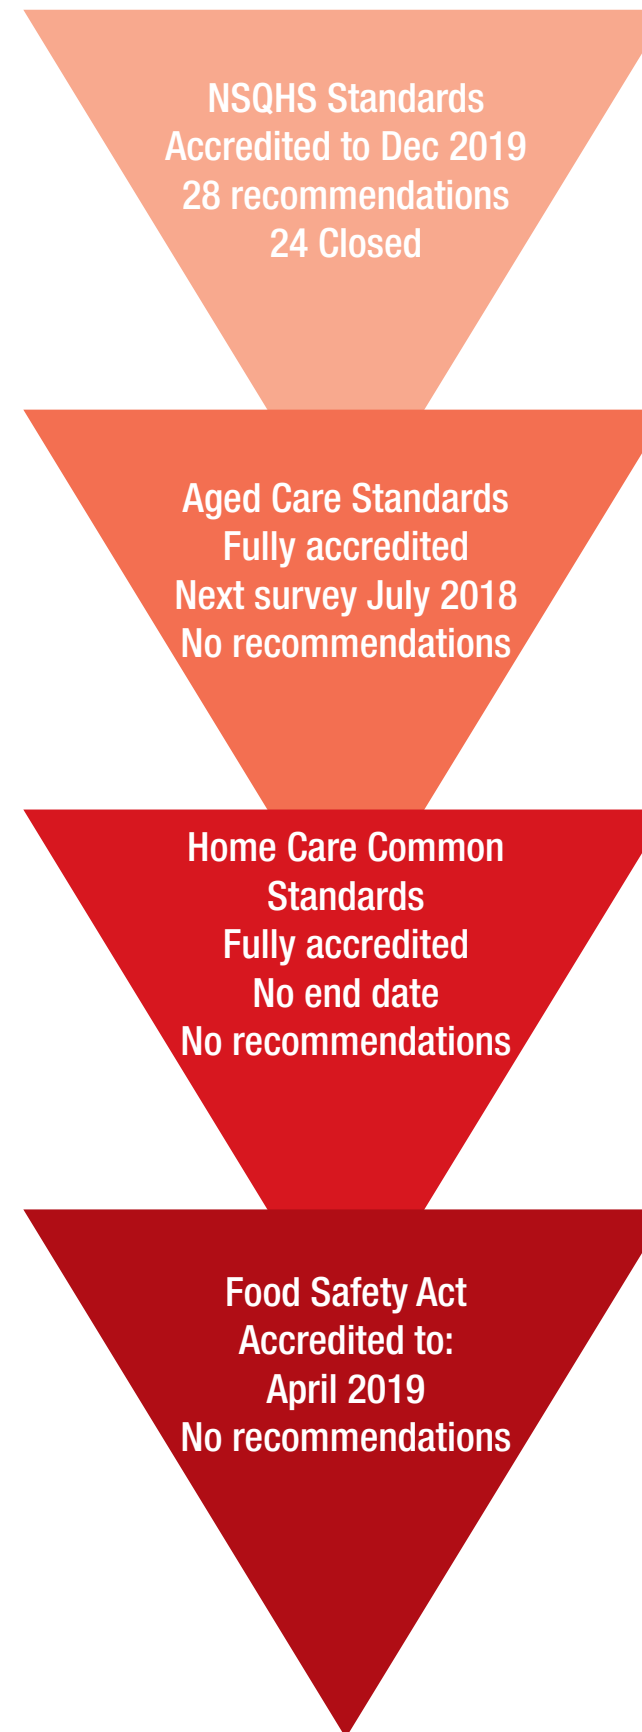 NSQHS Standards
Accredited to Dec 2019
28 recommendations
24 Closed
Aged Care Standards
Fully accredited
Next survey July 2018
No recommendations
Home Care Common
Standards
Fully accredited
No end date
No recommendations
Food Safety Act
Accredited to:
April 2019
No recommendations